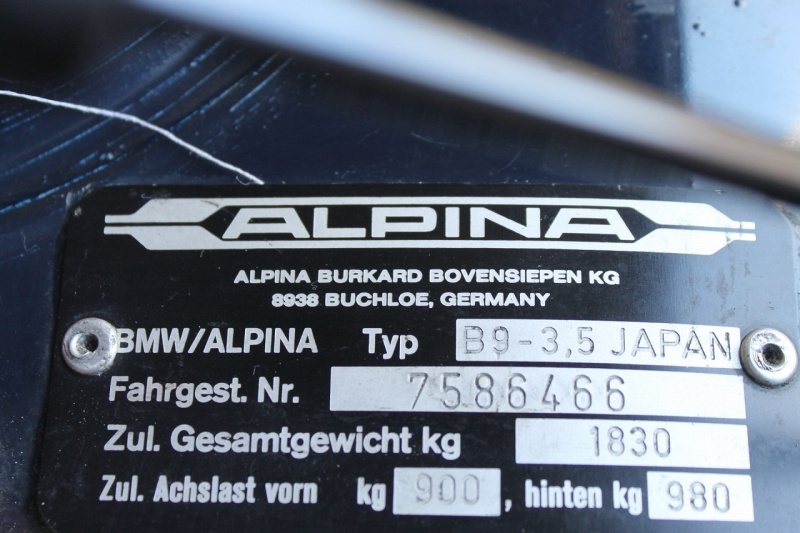 ALPINA
ALPINA BURKARD BOVENSIEPEN KG
8938 BUCHLOE, GERMANY
BMW/ALPINA Typ B9-3,5 JAPAN
Fahrgest. Nr. 7586466
Zul. Gesamtgewicht kg 1830
Zul. Achslast vorn kg 900, hinten kg 980